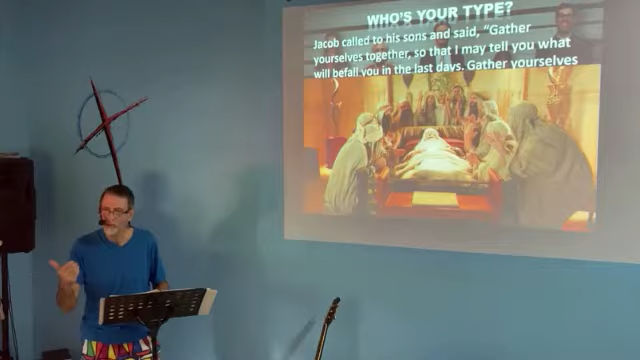 WHO'S YOUR TYPE?
Jacob called to his sons and said, “Gather
yourselves together, so that I may tell you what
will befall you in the last days. Gather yourselves